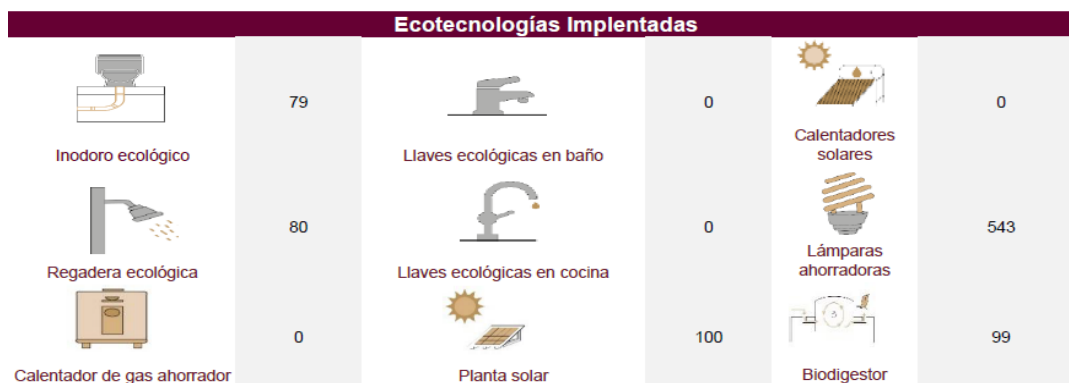 Ecotecnologías Implentadas
79
0
0
Inodoro ecológico
Llaves ecológicas en baño
Calentadores
solares
80
0
543
Regadera ecológica
Llaves ecológicas en cocina
Lámparas
ahorradoras
0
100
99
Calentador de gas ahorrador
Planta solar
Biodigestor